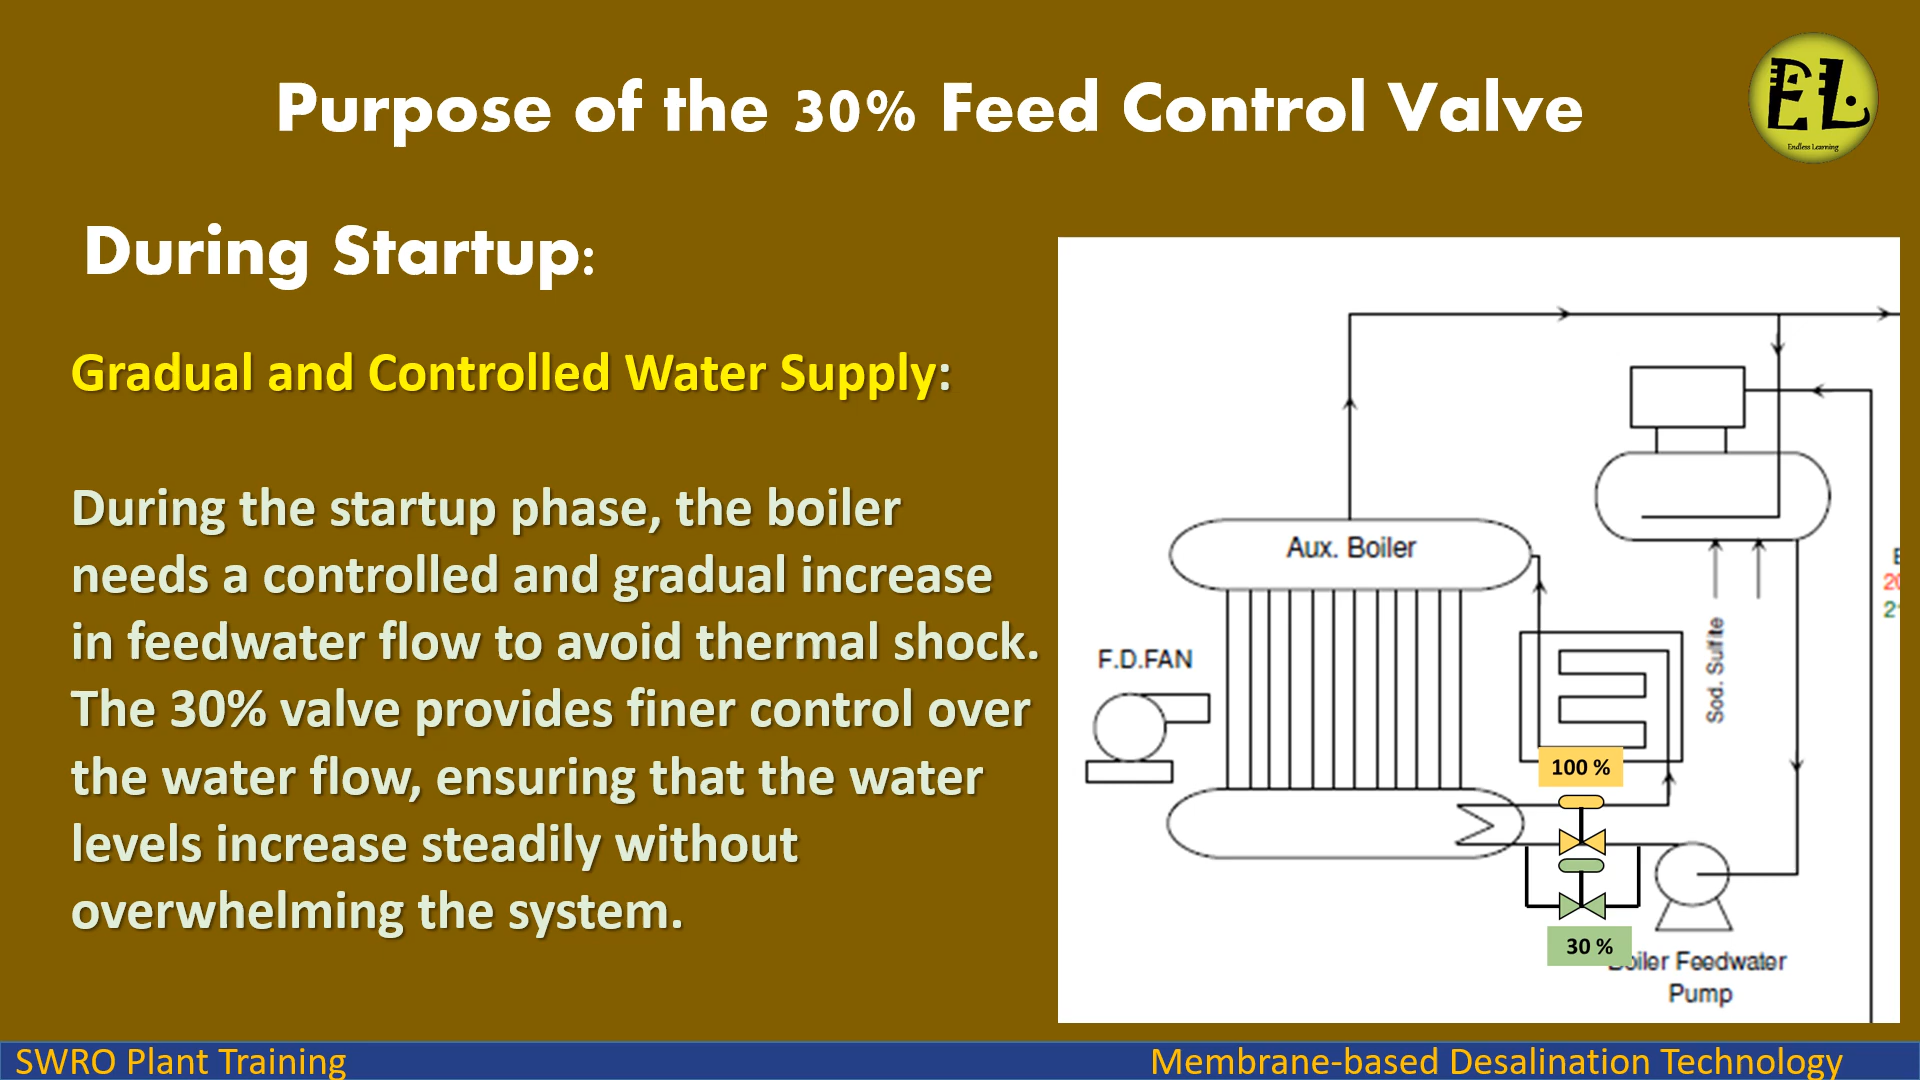 Purpose of the 30% Feed Control Valve
EL
Endless Learning
During Startup:
Gradual and Controlled Water Supply:
During the startup phase, the boiler
needs a controlled and gradual increase
in feedwater flow to avoid thermal shock.
The 30% valve provides finer control over
the water flow, ensuring that the water
levels increase steadily without
overwhelming the system.
Aux. Boiler
F.D.FAN
Sod. Sulfite
100 %
30 %
Feedwater
Pump
SWRO Plant Training
Membrane-based Desalination Technology